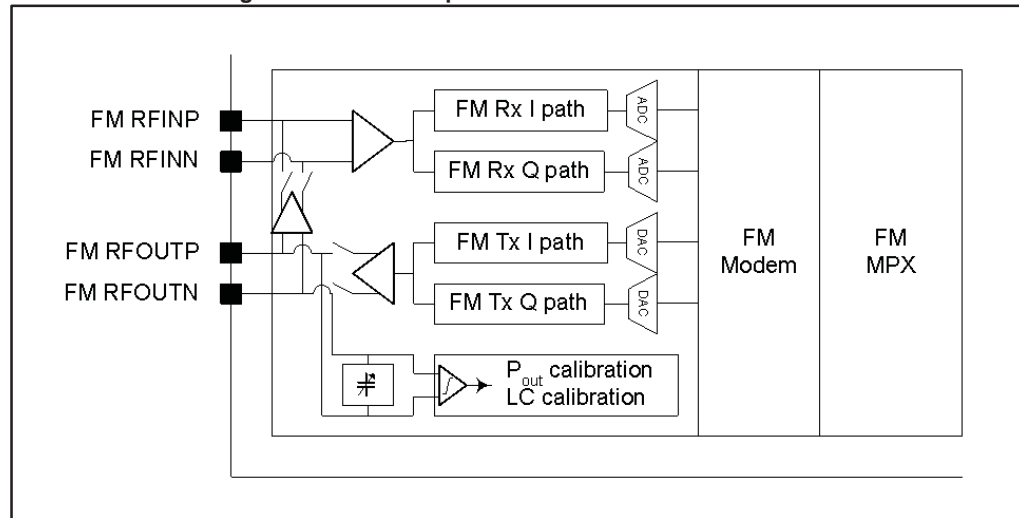 FM RFINP
FM RFINN
FM RFOUTP
FM RFOUTN
FM Rx I path
ADC
FM Rx Q path
ADC
FM Tx I path
DAC
FM Tx Q path
DAC
Pout calibration
LC calibration
FM
Modem
FM
MPX